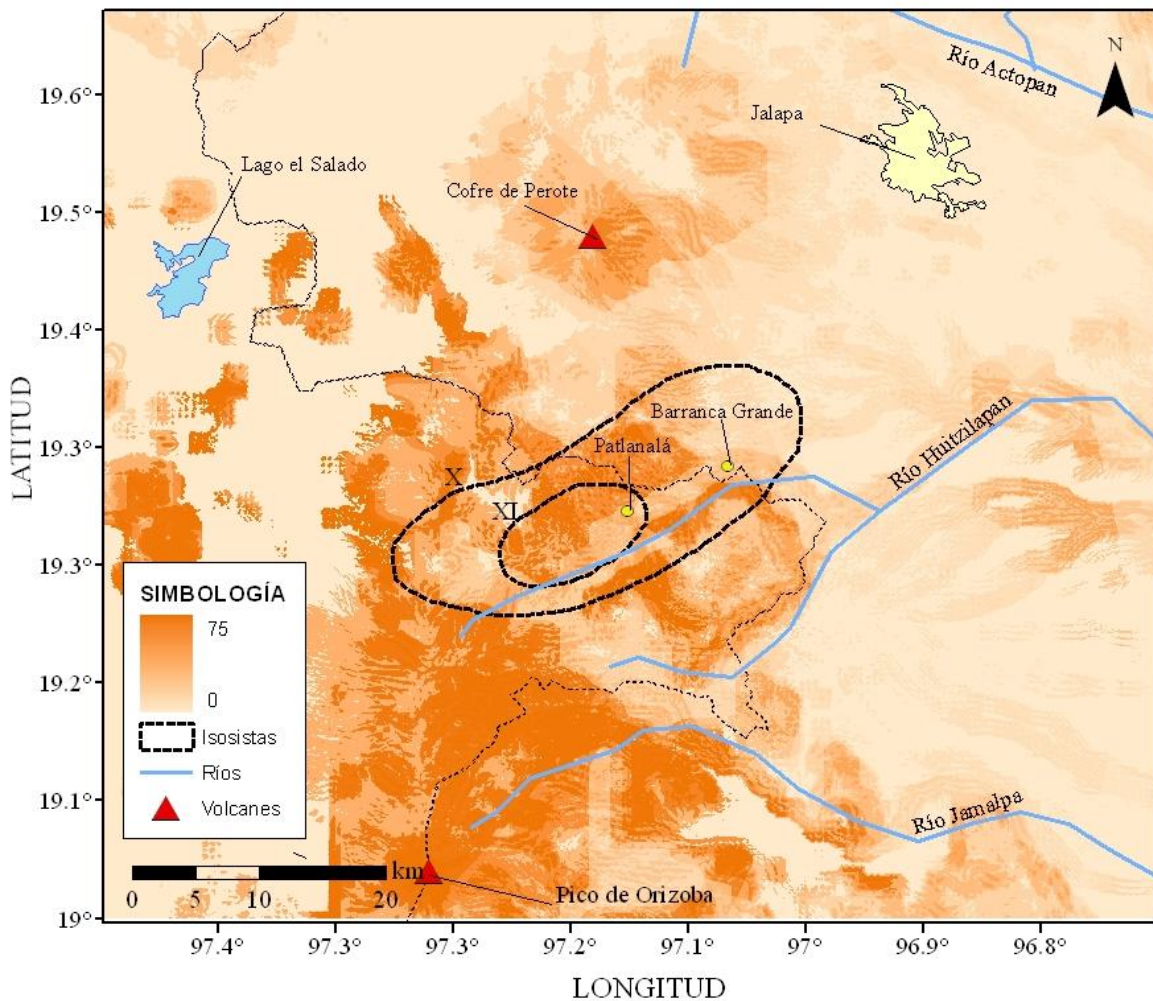 N
Río Actopan
19.6°
Jalapa
Lago el Salado
Cofre de Perote
19.5°
19.4°
LATITUD
19.3°
Barranca Grande
Patlanalá
Río Huitzilapan
X
XI
19.3°
SIMBOLOGÍA
75
0
Isosistas
Ríos
Volcanes
19.2°
19.1°
Río Jamalpa
km
0 5 10 20
Pico de Orizoba
19°
97.4° 97.3° 97.3° 97.2° 97.1° 97° 96.9° 96.8°
LONGITUD